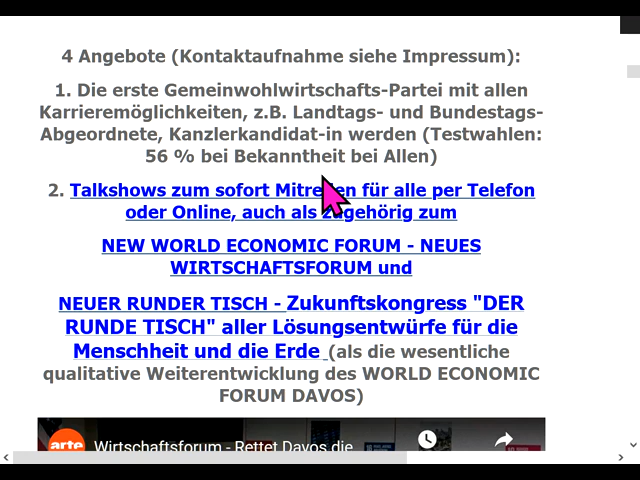 4 Angebote (Kontaktaufnahme siehe Impressum):
1. Die erste Gemeinwohlwirtschafts-Partei mit allen
Karrieremöglichkeiten, z.B. Landtags- und Bundestags-
Abgeordnete, Kanzlerkandidat-in werden (Testwahlen:
56 % bei Bekanntheit bei Allen)
2. Talkshows zum sofort Mitreden für alle per Telefon
oder Online, auch als zugehörig zum
NEW WORLD ECONOMIC FORUM - NEUES
WIRTSCHAFTSFORUM und
NEUER RUNDER TISCH - Zukunftskongress "DER
RUNDE TISCH" aller Lösungsentwürfe für die
Menschheit und die Erde (als die wesentliche
qualitative Weiterentwicklung des WORLD ECONOMIC
FORUM DAVOS)
arte Wirtschaftsforum - Rettet Davos die